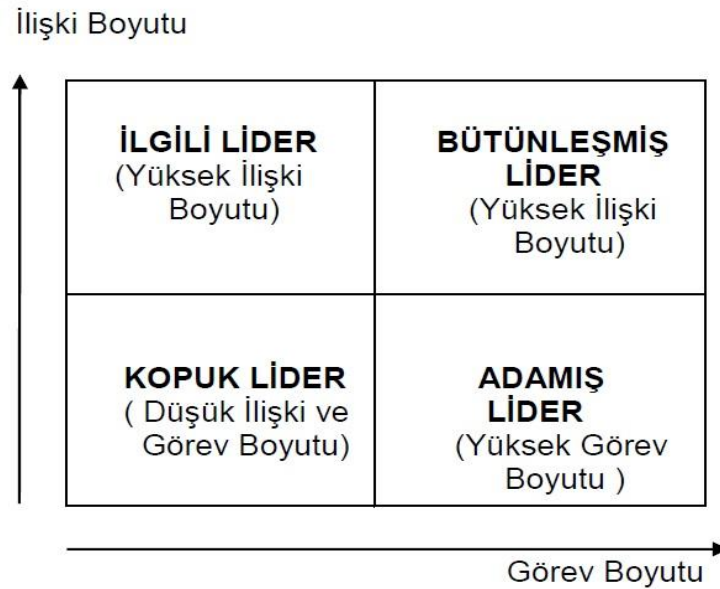 İlişki Boyutu
İLGİLİ LİDER
(Yüksek İlişki
Boyutu)
BÜTÜNLEŞMİŞ
LİDER
(Yüksek İlişki
Boyutu)
KOPUK LİDER
( Düşük İlişki ve
Görev Boyutu)
ADAMIŞ
LİDER
(Yüksek Görev
Boyutu )
Görev Boyutu